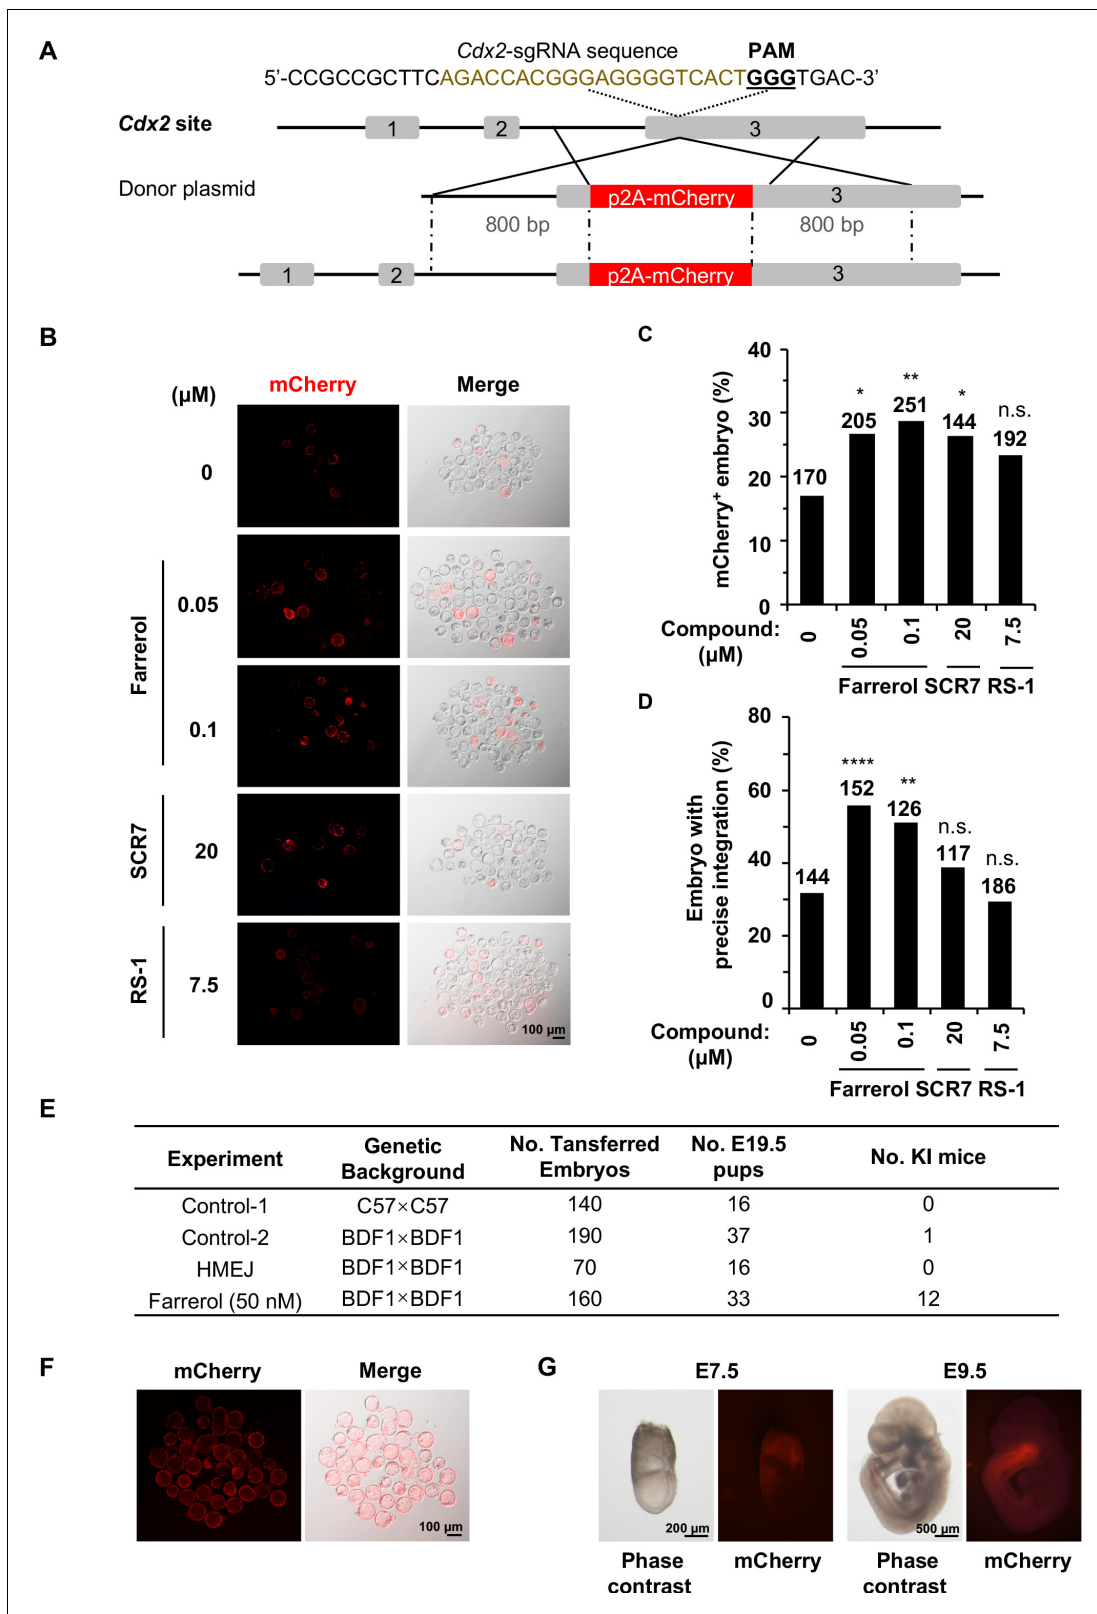 A
Cdx2-sgRNA sequence PAM
5’-CCGCCGCTTCAGACCACGGGAGGGGTCACTGGGTGAC-3’
Cdx2 site
1 2 3
Donor plasmid
p2A-mCherry 3
800 bp 800 bp
1 2 p2A-mCherry 3
B
(µM) mCherry Merge
0
Farrerol
0.05
0.1
SCR7
20
RS-1
7.5
100 µm
C
mCherry+ embryo (%)
40
30
20
10
0
170
*
205
**
251
*
144
n.s.
192
Compound:
(µM)
0 0.05 0.1 20 7.5
Farrerol SCR7 RS-1
D
Embryo with
precise integration (%)
80
60
40
20
0
144
****
152
**
126
n.s.
117
n.s.
186
Compound:
(µM)
0 0.05 0.1 20 7.5
Farrerol SCR7 RS-1
E
Experiment Genetic Background No. Tansferred Embryos No. E19.5 pups No. KI mice
Control-1 C57×C57 140 16 0
Control-2 BDF1×BDF1 190 37 1
HMEJ BDF1×BDF1 70 16 0
Farrerol (50 nM) BDF1×BDF1 160 33 12
F
mCherry Merge
100 µm
G
E7.5 E9.5
200 µm 500 µm
Phase contrast mCherry Phase contrast mCherry